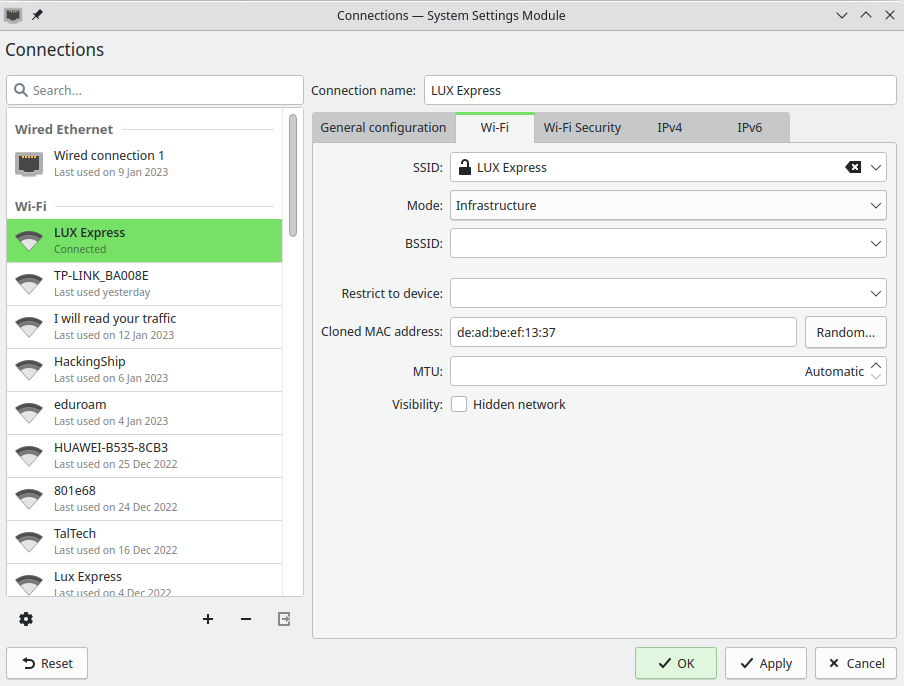 Connections — System Settings Module
Connections
Search...
Connection name: LUX Express
Wired Ethernet
Wired connection 1
Last used on 9 Jan 2023
Wi-Fi
LUX Express
Connected
TP-LINK_BA008E
Last used yesterday
I will read your traffic
Last used on 12 Jan 2023
HackingShip
Last used on 6 Jan 2023
eduroam
Last used on 4 Jan 2023
HUAWEI-B535-8CB3
Last used on 25 Dec 2022
801e68
Last used on 24 Dec 2022
TalTech
Last used on 16 Dec 2022
Lux Express
Last used on 4 Dec 2022
General configuration Wi-Fi Wi-Fi Security IPv4 IPv6
SSID: LUX Express
Mode: Infrastructure
BSSID:
Restrict to device:
Cloned MAC address: de:ad:be:ef:13:37 Random...
MTU: Automatic
Visibility: Hidden network
Reset OK Apply Cancel